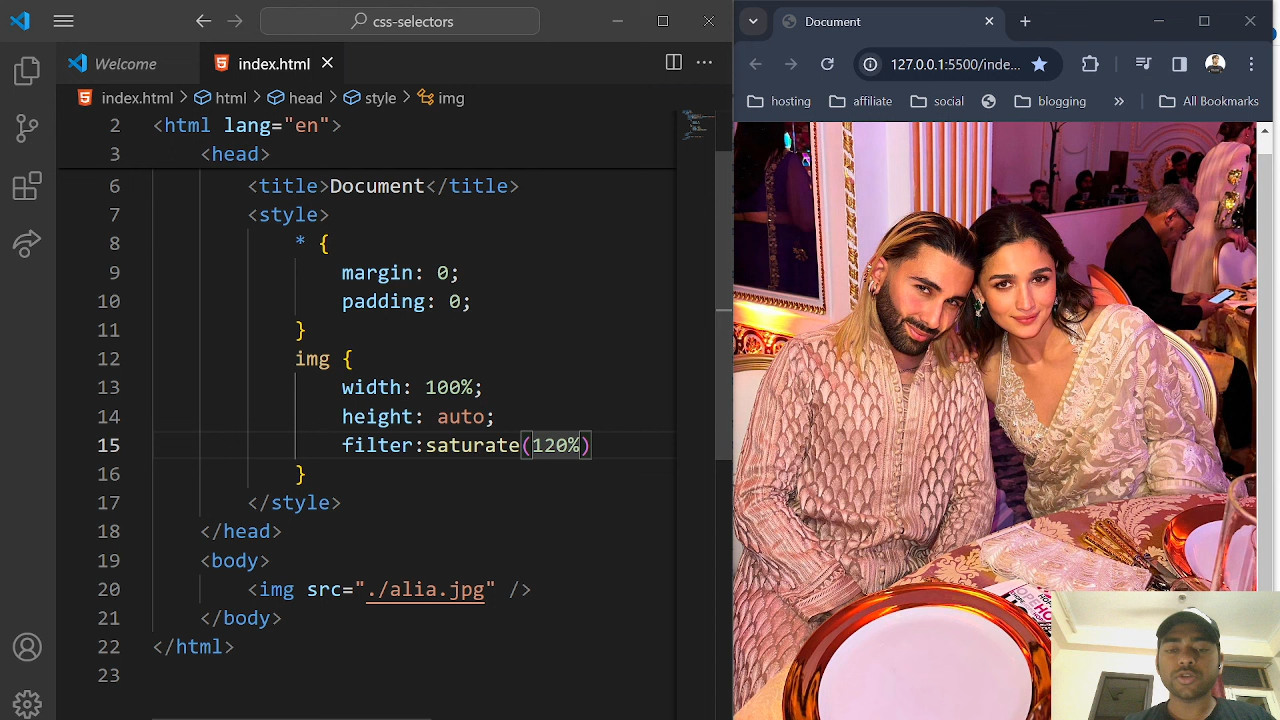 css-selectors
Welcome
index.html
index.html > html > head > style > img
2 <html lang="en">
3 <head>
6 <title>Document</title>
7 <style>
8 * {
9 margin: 0;
10 padding: 0;
11 }
12 img {
13 width: 100%;
14 height: auto;
15 filter:saturate(120%)
16 }
17 </style>
18 </head>
19 <body>
20 <img src="./alia.jpg" />
21 </body>
22 </html>
23
Document
127.0.0.1:5500/inde...
hosting
affiliate
social
blogging
»
All Bookmarks